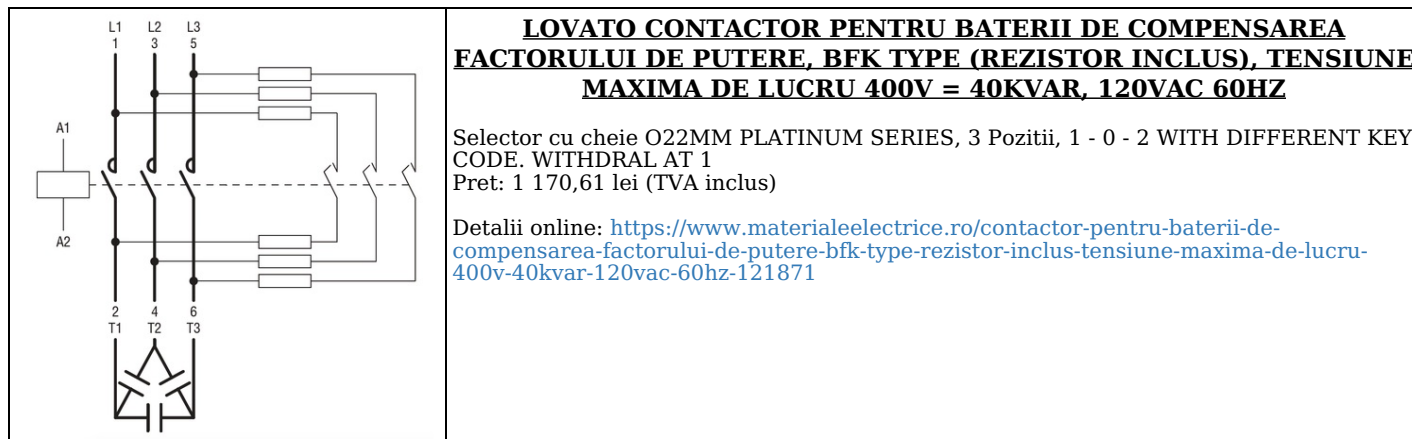 L1 L2 L3
1 3 5
A1
A2
2 4 6
T1 T2 T3
LOVATO CONTACTOR PENTRU BATERII DE COMPENSAREA
FACTORULUI DE PUTERE, BFK TYPE (REZISTOR INCLUS), TENSIUNE
MAXIMA DE LUCRU 400V = 40KVAR, 120VAC 60HZ
Selector cu cheie O22MM PLATINUM SERIES, 3 Pozitii, 1 - 0 - 2 WITH DIFFERENT KEY
CODE. WITHDRAL AT 1
Pret: 1 170,61 lei (TVA inclus)
Detalii online: https://www.materialeelectrice.ro/contactor-pentru-baterii-de-
compensarea-factorului-de-putere-bfk-type-rezistor-inclus-tensiune-maxima-de-lucru-
400v-40kvar-120vac-60hz-121871